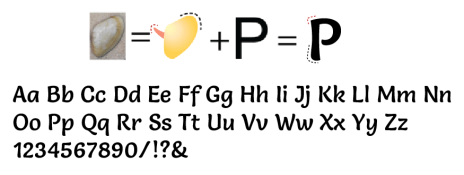 = + P = P
Aa Bb Cc Dd Ee Ff Gg Hh Ii Jj Kk Ll Mm Nn
Oo Pp Qq Rr Ss Tt Uu Vv Ww Xx Yy Zz
1234567890/!?&